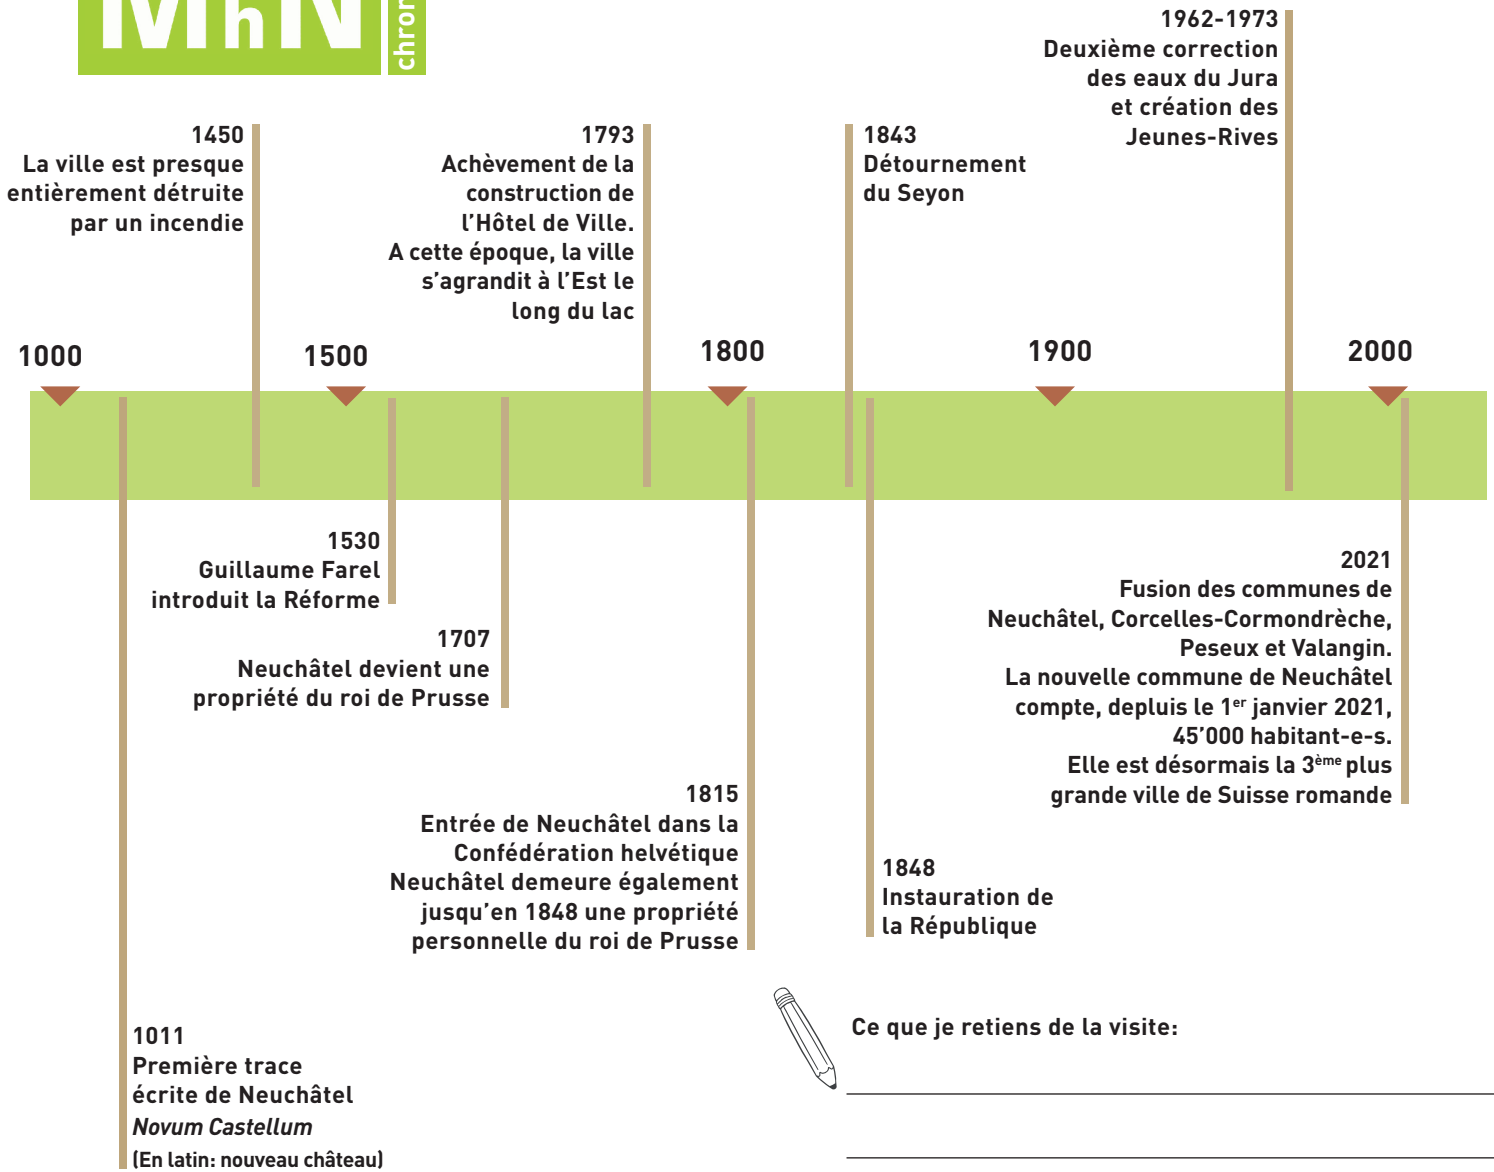 MhN
chron
1962-1973
Deuxième correction
des eaux du Jura
et création des
Jeunes-Rives
1450
La ville est presque
entièrement détruite
par un incendie
1793
Achèvement de la
construction de
l’Hôtel de Ville.
A cette époque, la ville
s’agrandit à l’Est le
long du lac
1843
Détournement
du Seyon
1000
1500
1800
1900
2000
1530
Guillaume Farel
introduit la Réforme
1707
Neuchâtel devient une
propriété du roi de Prusse
2021
Fusion des communes de
Neuchâtel, Corcelles-Cormondrèche,
Peseux et Valangin.
La nouvelle commune de Neuchâtel
compte, depluis le 1er janvier 2021,
45’000 habitant-e-s.
Elle est désormais la 3ème plus
grande ville de Suisse romande
1815
Entrée de Neuchâtel dans la
Confédération helvétique
Neuchâtel demeure également
jusqu’en 1848 une propriété
personnelle du roi de Prusse
1848
Instauration de
la République
1011
Première trace
écrite de Neuchâtel
Novum Castellum
(En latin: nouveau château)
Ce que je retiens de la visite: